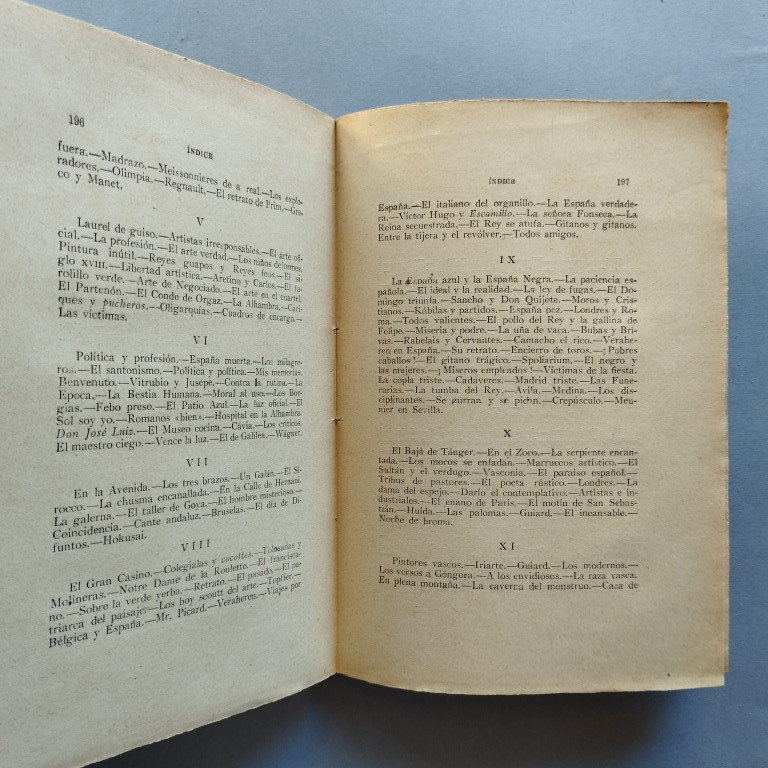 196
ÍNDICE
fuera.—Madrazo.—Meissonnieres de a real.—Los explo-
radores.—Olimpia.—Regnault.—El retrato de Prim.—Gre-
co y Manet.
V
Laurel de guiso.—Artistas irresponsables.—El arte ofi-
cial.—La profesión.—El arte verdad.—Los niños deformes.
Pintura inútil.—Reyes guapos y Reyes feos.—El si-
glo XVIII.—Libertad artística.—Aretino y Carlos.—El fa-
rolillo verde.—Arte de Negociado.—El arte en el cuartel.
El Partenón.—El Conde de Orgaz.—La Alhambra.—Caci-
ques y pucheros.—Oligarquías.—Cuadros de encargo.—
Las víctimas.
VI
Política y profesión.—España muerta.—Los milagre-
ros.—El santonismo.—Política y política.—Mis memorias.
Benvenuto.—Vitrubio y Jusepe.—Contra la rutina.—La
Epoca.—La Bestia Humana.—Moral al uso.—Los Bor-
gias.—Febo preso.—El Patio Azul.—La luz oficial.—El
Sol soy yo.—Romanos «bien».—Hospital en la Alhambra.
Don José Luiz.—El Museo cocina.—Cávia.—Los críticos.
El maestro ciego.—Vence la luz.—El de Galilea.—Wágner.
VII
En la Avenida.—Los tres brazos.—Un Galán.—El Si-
rocco.—La chusma encanallada.—En la Calle de Hernani.
La galerna.—El taller de Goya.—El hombre misterioso.—
Coincidencia.—Cante andaluz.—Bruselas.—El día de Di-
funtos.—Hokusai.
VIII
El Gran Casino.—Colegialas y cocottes.—Tolosanas y
Molineras.—Notre Dame de la Roulette.—El francisca-
no.—Sobre la verde yerba.—Retrato.—El pasado.—El pa-
triarca del paisaje.—Los boy scoutt del arte.—Topffer.—
Bélgica y España.—Mr. Picard.—Veraheren.—Viajes por
ÍNDICE
197
España.—El italiano del organillo.—La España verdade-
ra.—Víctor Hugo y Escamillo.—La señora Fonseca.—La
Reina secuestrada.—El Rey se atufa.—Gitanos y gitanos.
Entre la tijera y el revólver.—Todos amigos.
IX
La España azul y la España Negra.—La paciencia es-
pañola.—El ideal y la realidad.—La ley de fugas.—El Do-
mingo triunfa.—Sancho y Don Quijote.—Moros y Cris-
tianos.—Kábilas y partidos.—España pez.—Londres y Ro-
ma.—Todos valientes.—El pollo del Rey y la gallina de
Felipe.—Miseria y podre.—La uña de vaca.—Bubas y Bri-
vas.—Rabelais y Cervantes.—Camacho el rico.—Verahe-
ren en España.—Su retrato.—Encierro de toros.—¡Pobres
caballos!—El gitano trágico.—Spoliarium.—El negro y
las mujeres.—¡Míseros empleados!—Víctimas de la fiesta.
La copla triste.—Cadáveres.—Madrid triste.—Las Fune-
rarias.—La tumba del Rey.—Avila.—Medina.—Los dis-
ciplinantes.—Se zurran y se pican.—Crepúsculo.—Meu-
nier en Sevilla.
X
El Bajá de Tánger.—En el Zoco.—La serpiente encan-
tada.—Los moros se enfadan.—Marruecos artístico.—El
Sultán y el verdugo.—Vasconia.—El paraíso español.—
Tribus de pastores.—El poeta rústico.—Londres.—La
dama del espejo.—Darío el contemplativo.—Artistas e in-
dustriales.—El enano de París.—El motín de San Sebas-
tián.—Huída.—Las palomas.—Guiard.—El incansable.—
Noche de broma.
XI
Pintores vascos.—Iriarte.—Guiard.—Los modernos.—
Los versos a Góngora.—A los envidiosos.—La raza vasca.
En plena montaña.—La caverna del monstruo.—Caza de